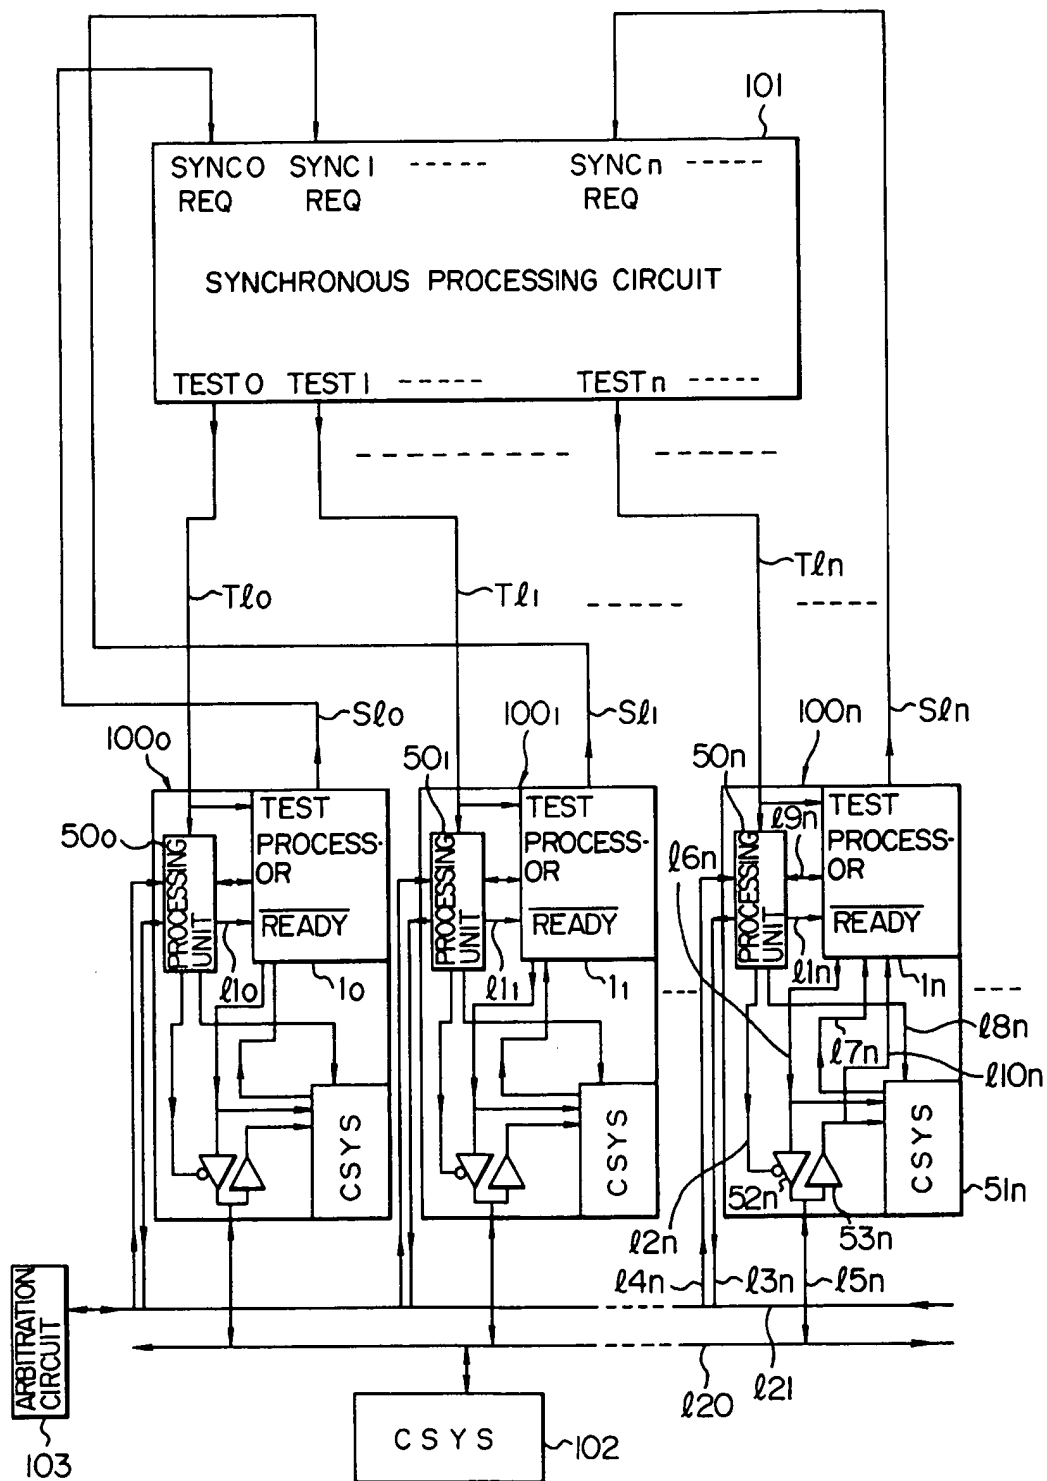 101
SYNC0 SYNC1 ----- SYNCn -----
REQ REQ REQ
SYNCHRONOUS PROCESSING CIRCUIT
TEST0 TEST1 ----- TESTn -----
Tℓ0
Tℓ1
Tℓn
Sℓ0
Sℓ1
Sℓn
100₀
100₁
100n
50₀
50₁
50n
PROCESSING
UNIT
TEST
PROCESS-
OR
READY
ℓ1₀
1₀
PROCESSING
UNIT
TEST
PROCESS-
OR
READY
ℓ1₁
1₁
PROCESSING
UNIT
ℓ9n
TEST
PROCESS-
OR
READY
ℓ6n
ℓ1n
1n
ℓ8n
ℓ7n
ℓ10n
CSYS
CSYS
CSYS
52n
51n
53n
ℓ2n
ℓ4n
ℓ3n
ℓ5n
ARBITRATION
CIRCUIT
103
ℓ21
ℓ20
CSYS
102